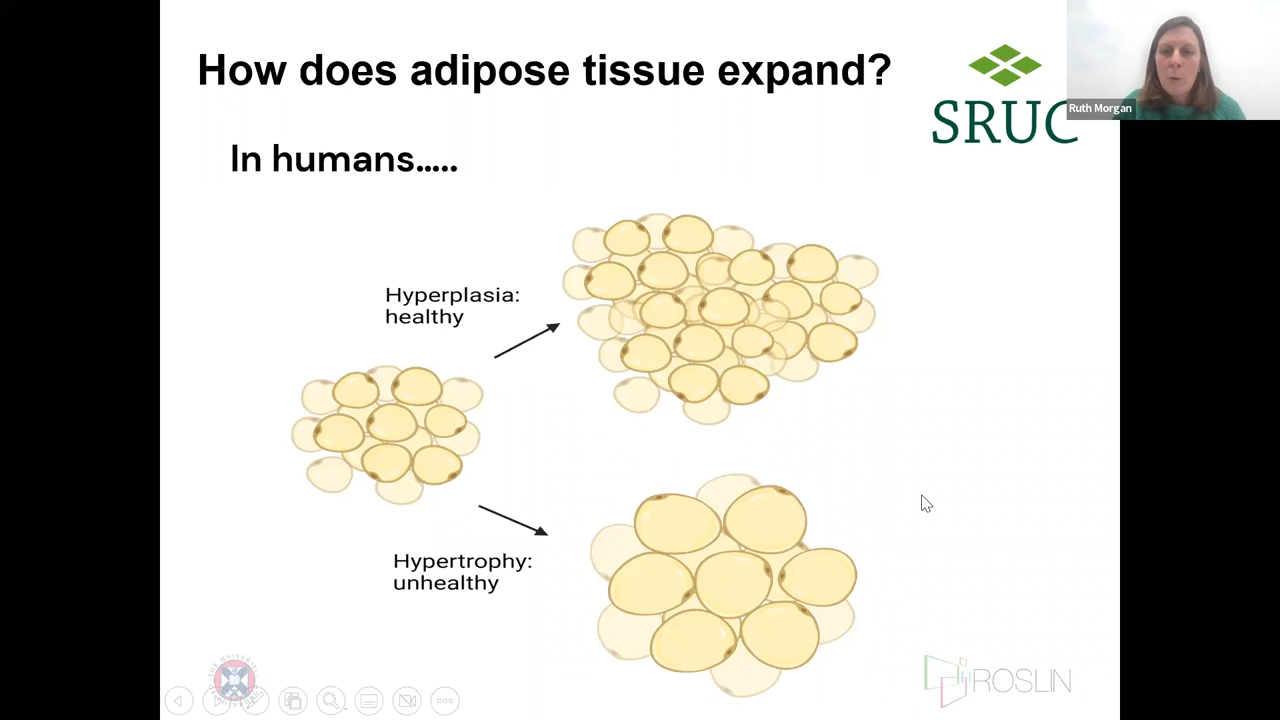 How does adipose tissue expand?
SRUC
Ruth Morgan
In humans.....
Hyperplasia:
healthy
Hypertrophy:
unhealthy
ROSLIN